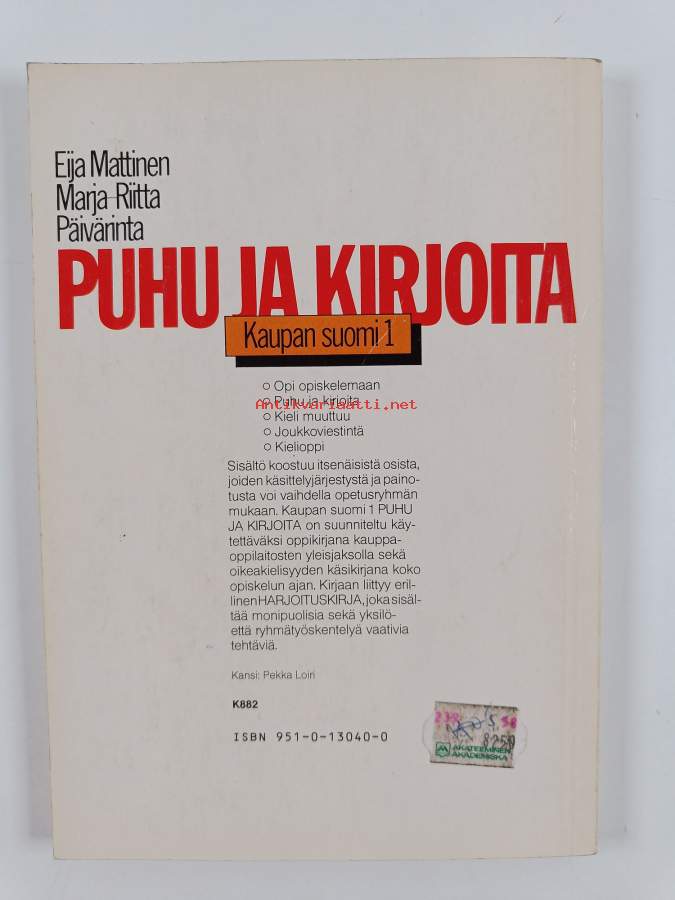 Eija Mattinen
Marja-Riitta
Päivärinta
PUHU JA KIRJOITA
Kaupan suomi 1
○ Opi opiskelemaan
○ Puhu ja kirjoita
Antikvariaatti.net
○ Kieli muuttuu
○ Joukkoviestintä
○ Kielioppi
Sisältö koostuu itsenäisistä osista,
joiden käsittelyjärjestystä ja paino-
tusta voi vaihdella opetusryhmän
mukaan. Kaupan suomi 1 PUHU
JA KIRJOITA on suunniteltu käy-
tettäväksi oppikirjana kauppa-
oppilaitosten yleisjaksolla sekä
oikeakielisyyden käsikirjana koko
opiskelun ajan. Kirjaan liittyy eril-
linen HARJOITUSKIRJA, joka sisäl-
tää monipuolisia sekä yksilö-
että ryhmätyöskentelyä vaativia
tehtäviä.
Kansi: Pekka Loiri
K882
ISBN 951-0-13040-0
AKATEEMINEN
AKADEMISKA